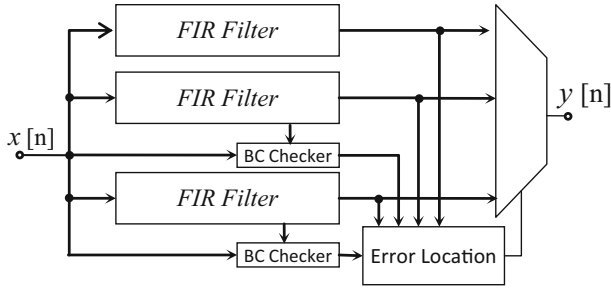 FIR Filter
FIR Filter
y [n]
x [n]
BC Checker
FIR Filter
BC Checker
Error Location